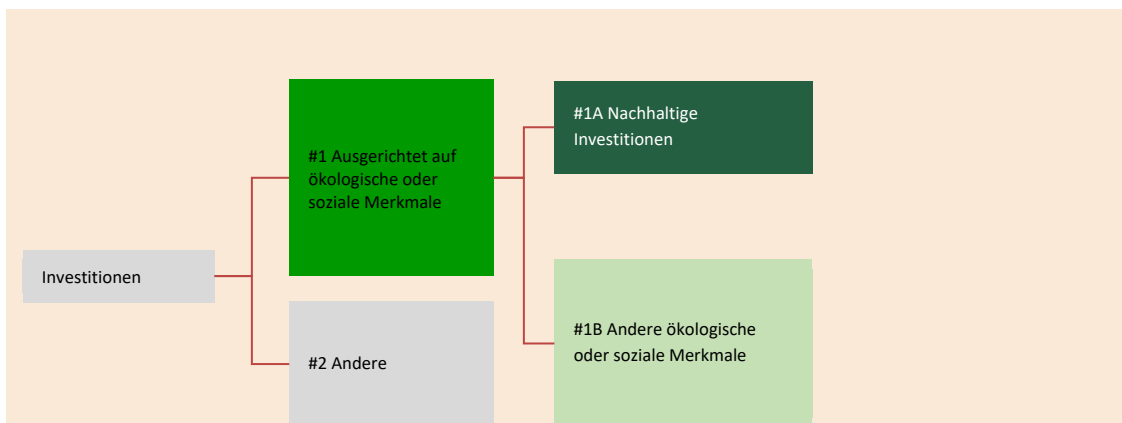 #1A Nachhaltige
Investitionen
#1 Ausgerichtet auf
ökologische oder
soziale Merkmale
Investitionen
#1B Andere ökologische
oder soziale Merkmale
#2 Andere